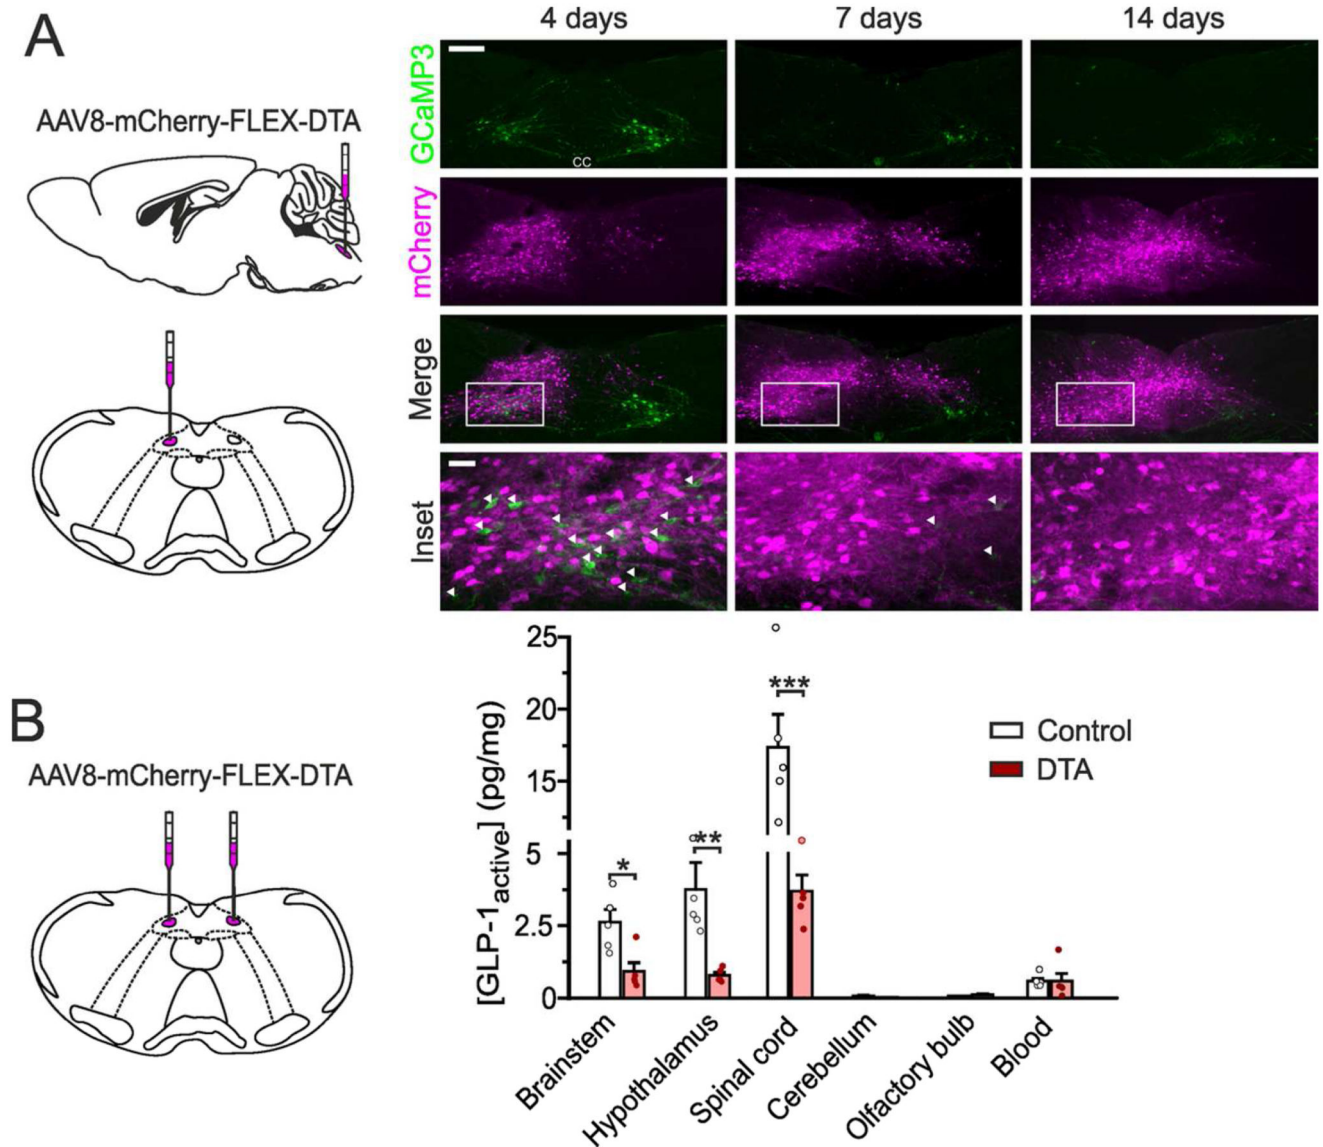 A
AAV8-mCherry-FLEX-DTA
4 days
7 days
14 days
GCaMP3
cc
mCherry
Merge
Inset
B
AAV8-mCherry-FLEX-DTA
[GLP-1active] (pg/mg)
25
20
15
5
2.5
0
*
**
***
Control
DTA
Brainstem
Hypothalamus
Spinal cord
Cerebellum
Olfactory bulb
Blood